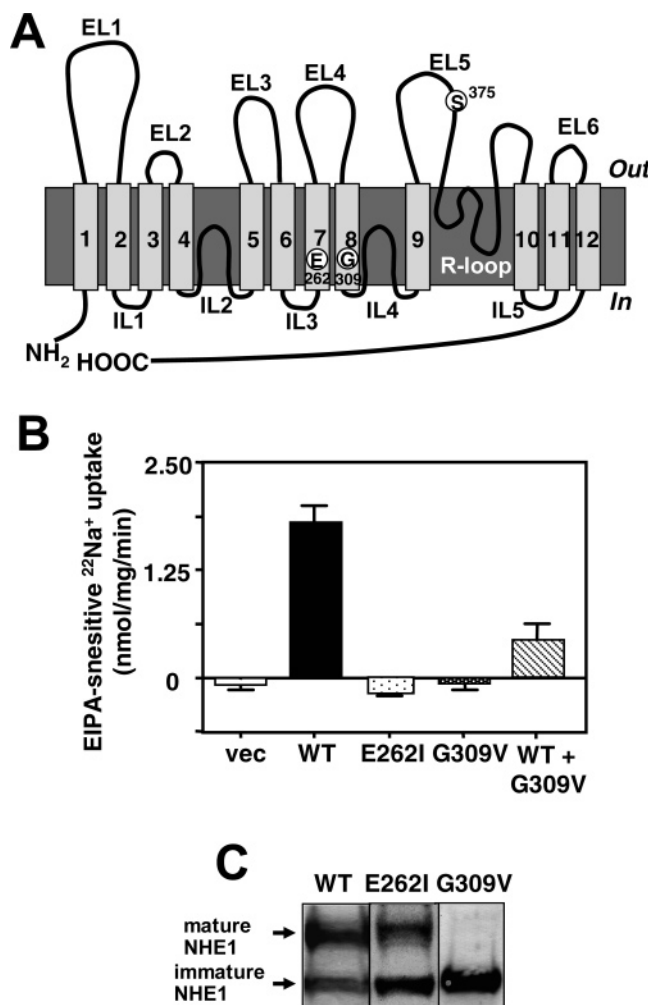 A
EL1
EL2
EL3
EL4
EL5
S 375
EL6
Out
1 2 3 4 5 6 7 8 9 10 11 12
E G
262 309
R-loop
IL1 IL2 IL3 IL4 IL5
In
NH2
HOOC
B
EIPA-snesitive 22Na+ uptake
(nmol/mg/min)
2.50
1.25
0
vec WT E262I G309V WT +
G309V
C
WT E262I G309V
mature
NHE1
immature
NHE1